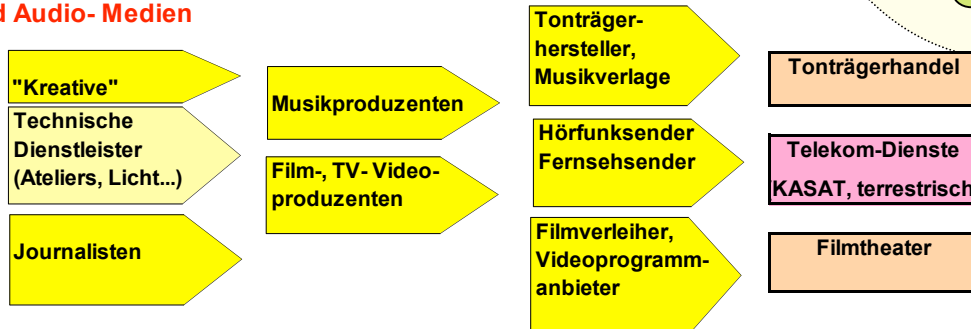 d Audio- Medien
"Kreative"
Technische
Dienstleister
(Ateliers, Licht...)
Journalisten
Musikproduzenten
Film-, TV- Video-
produzenten
Tonträger-
hersteller,
Musikverlage
Hörfunksender
Fernsehsender
Filmverleiher,
Videoprogramm-
anbieter
Tonträgerhandel
Telekom-Dienste
KASAT, terrestrisch
Filmtheater